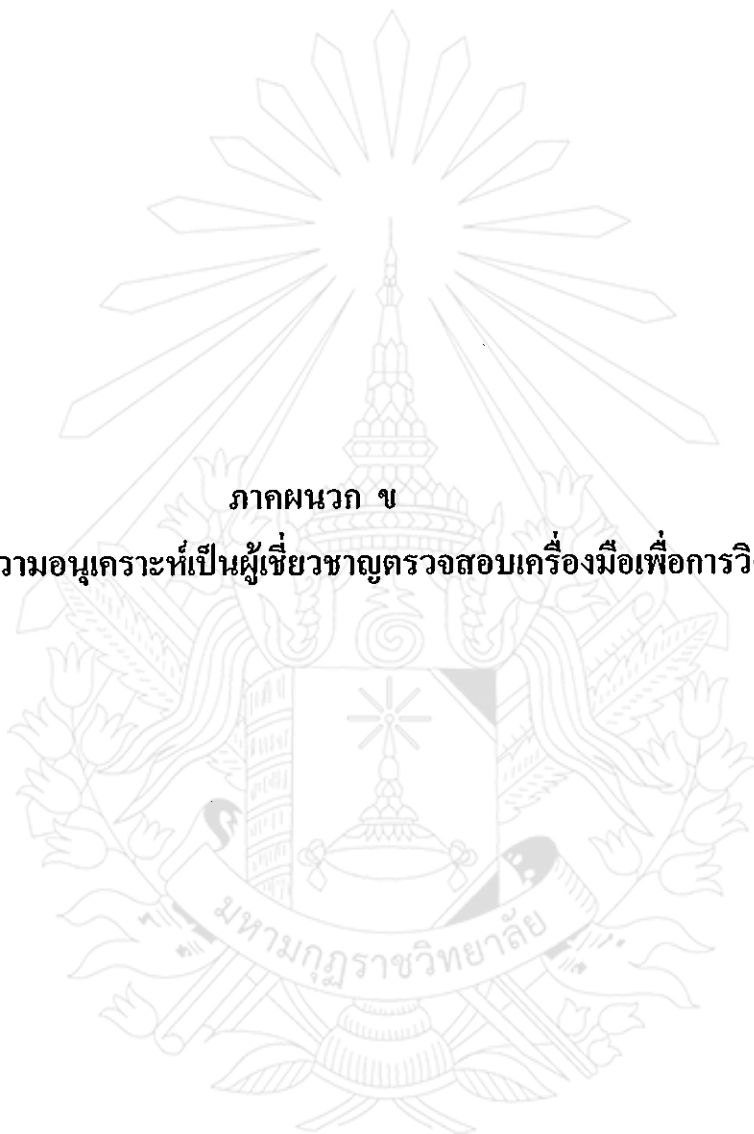 ภาคผนวก ข
วามอนุเคราะห์เป็นผู้เชี่ยวชาญตรวจสอบเครื่องมือเพื่อการวิ
มหามกุฏราชวิทยาลัย